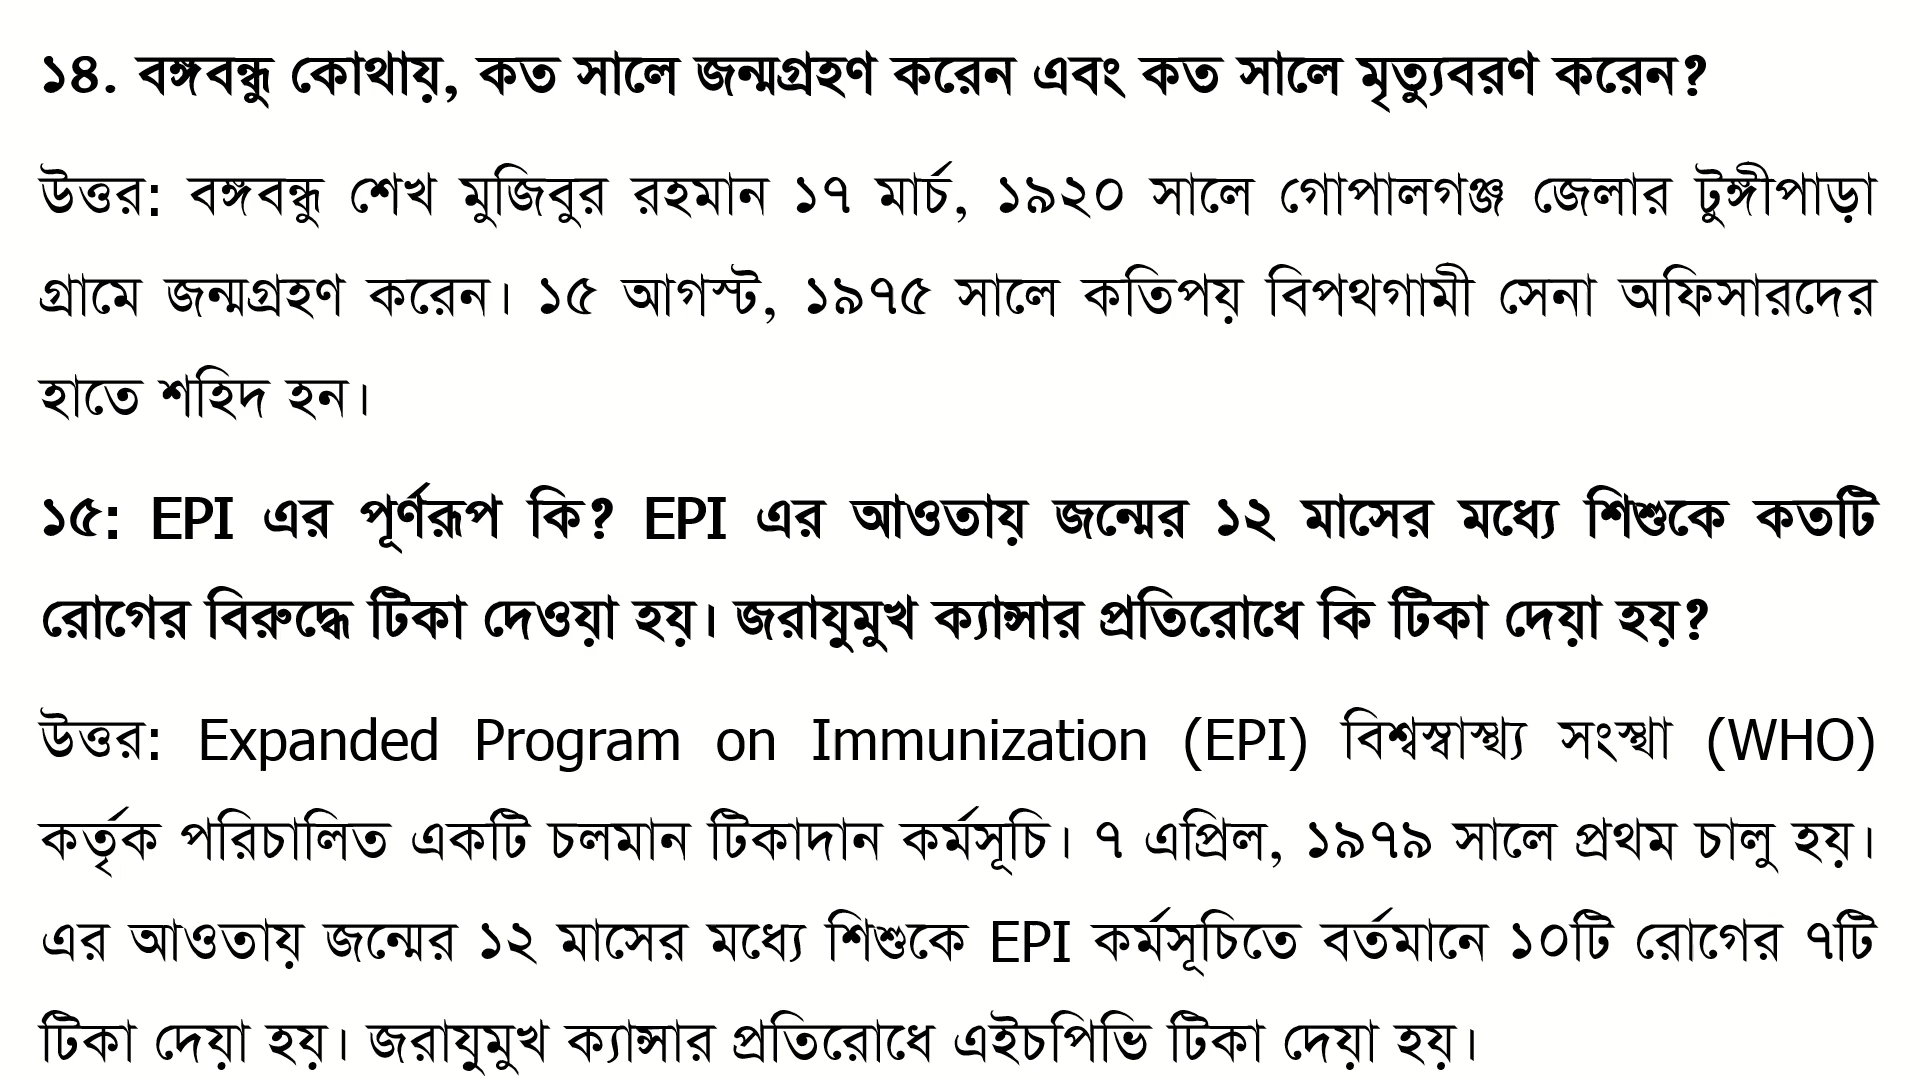 ১৪. বঙ্গবন্ধু কোথায়, কত সালে জন্মগ্রহণ করেন এবং কত সালে মৃত্যুবরণ করেন?
উত্তর: বঙ্গবন্ধু শেখ মুজিবুর রহমান ১৭ মার্চ, ১৯২০ সালে গোপালগঞ্জ জেলার টুঙ্গীপাড়া
গ্রামে জন্মগ্রহণ করেন। ১৫ আগস্ট, ১৯৭৫ সালে কতিপয় বিপথগামী সেনা অফিসারদের
হাতে শহিদ হন।
১৫: EPI এর পূর্ণরূপ কি? EPI এর আওতায় জন্মের ১২ মাসের মধ্যে শিশুকে কতটি
রোগের বিরুদ্ধে টিকা দেওয়া হয়। জরাযুমুখ ক্যান্সার প্রতিরোধে কি টিকা দেয়া হয়?
উত্তর: Expanded Program on Immunization (EPI) বিশ্বস্বাস্থ্য সংস্থা (WHO)
কর্তৃক পরিচালিত একটি চলমান টিকাদান কর্মসূচি। ৭ এপ্রিল, ১৯৭৯ সালে প্রথম চালু হয়।
এর আওতায় জন্মের ১২ মাসের মধ্যে শিশুকে EPI কর্মসূচিতে বর্তমানে ১০টি রোগের ৭টি
টিকা দেয়া হয়। জরাযুমুখ ক্যান্সার প্রতিরোধে এইচপিভি টিকা দেয়া হয়।